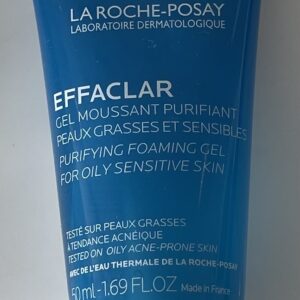 LA ROCHE-POSAY
LABORATOIRE DERMATOLOGIQUE
EFFACLAR
GEL MOUSSANT PURIFIANT
PEAUX GRASSES ET SENSIBLES
PURIFYING FOAMING GEL
FOR OILY SENSITIVE SKIN
TESTÉ SUR PEAUX GRASSES
À TENDANCE ACNÉIQUE
TESTED ON OILY ACNE-PRONE SKIN
AVEC DE L'EAU THERMALE DE LA ROCHE-POSAY
50 ml - 1.69 FL.OZ Made in France